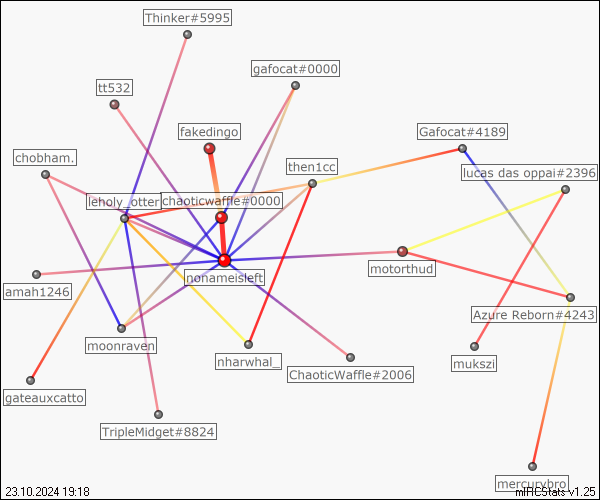 Thinker#5995
gafocat#0000
tt532
fakedingo
Gafocat#4189
chobham.
then1cc
lucas das oppai#2396
leholy_otter
chaoticwaffle#0000
motorthud
nonameisleft
amah1246
Azure Reborn#4243
moonraven
nharwhal_
mukszi
ChaoticWaffle#2006
gateauxcatto
TripleMidget#8824
mercurybro
23.10.2024 19:18
mIRCStats v1.25